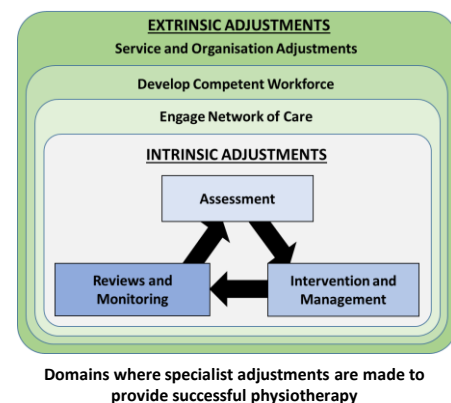 EXTRINSIC ADJUSTMENTS
Service and Organisation Adjustments
Develop Competent Workforce
Engage Network of Care
INTRINSIC ADJUSTMENTS
Assessment
Reviews and
Monitoring
Intervention and
Management
Domains where specialist adjustments are made to
provide successful physiotherapy